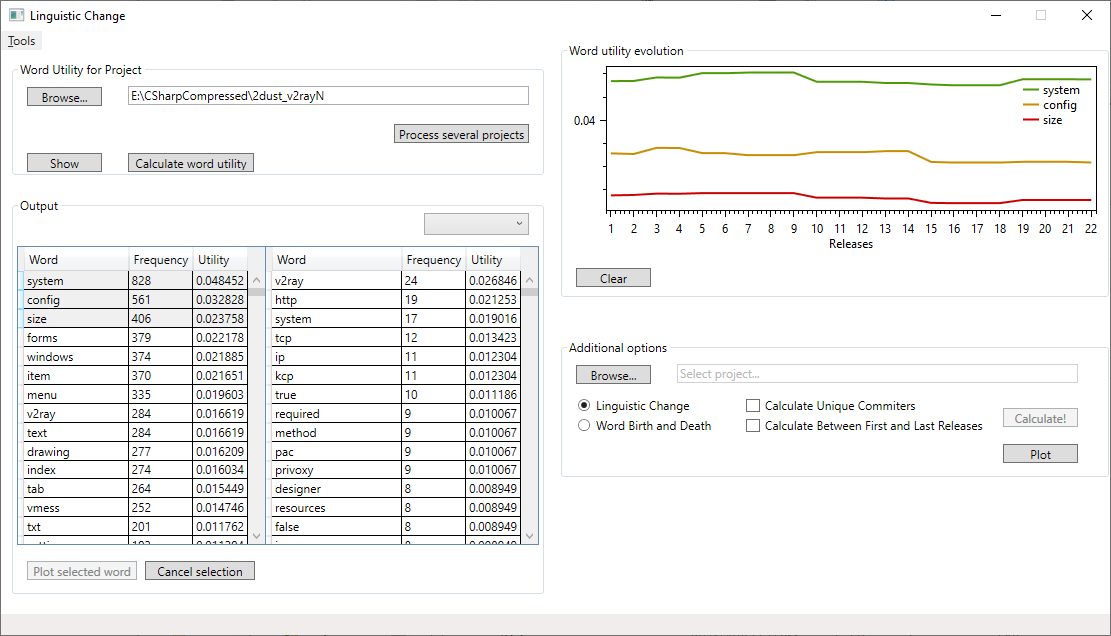 Linguistic Change
Tools
Word Utility for Project
Browse...
E:\CSharpCompressed\2dust_v2rayN
Process several projects
Show
Calculate word utility
Output
Word Frequency Utility
system 828 0.048452
config 561 0.032828
size 406 0.023758
forms 379 0.022178
windows 374 0.021885
item 370 0.021651
menu 335 0.019603
v2ray 284 0.016619
text 284 0.016619
drawing 277 0.016209
index 274 0.016034
tab 264 0.015449
vmess 252 0.014746
txt 201 0.011762
Word Frequency Utility
v2ray 24 0.026846
http 19 0.021253
system 17 0.019016
tcp 12 0.013423
ip 11 0.012304
kcp 11 0.012304
true 10 0.011186
required 9 0.010067
method 9 0.010067
pac 9 0.010067
privoxy 9 0.010067
designer 8 0.008949
resources 8 0.008949
false 8 0.008949
Plot selected word
Cancel selection
Word utility evolution
system
config
size
0.04
1 2 3 4 5 6 7 8 9 10 11 12 13 14 15 16 17 18 19 20 21 22
Releases
Clear
Additional options
Browse...
Select project...
Linguistic Change
Calculate Unique Commiters
Word Birth and Death
Calculate Between First and Last Releases
Calculate!
Plot